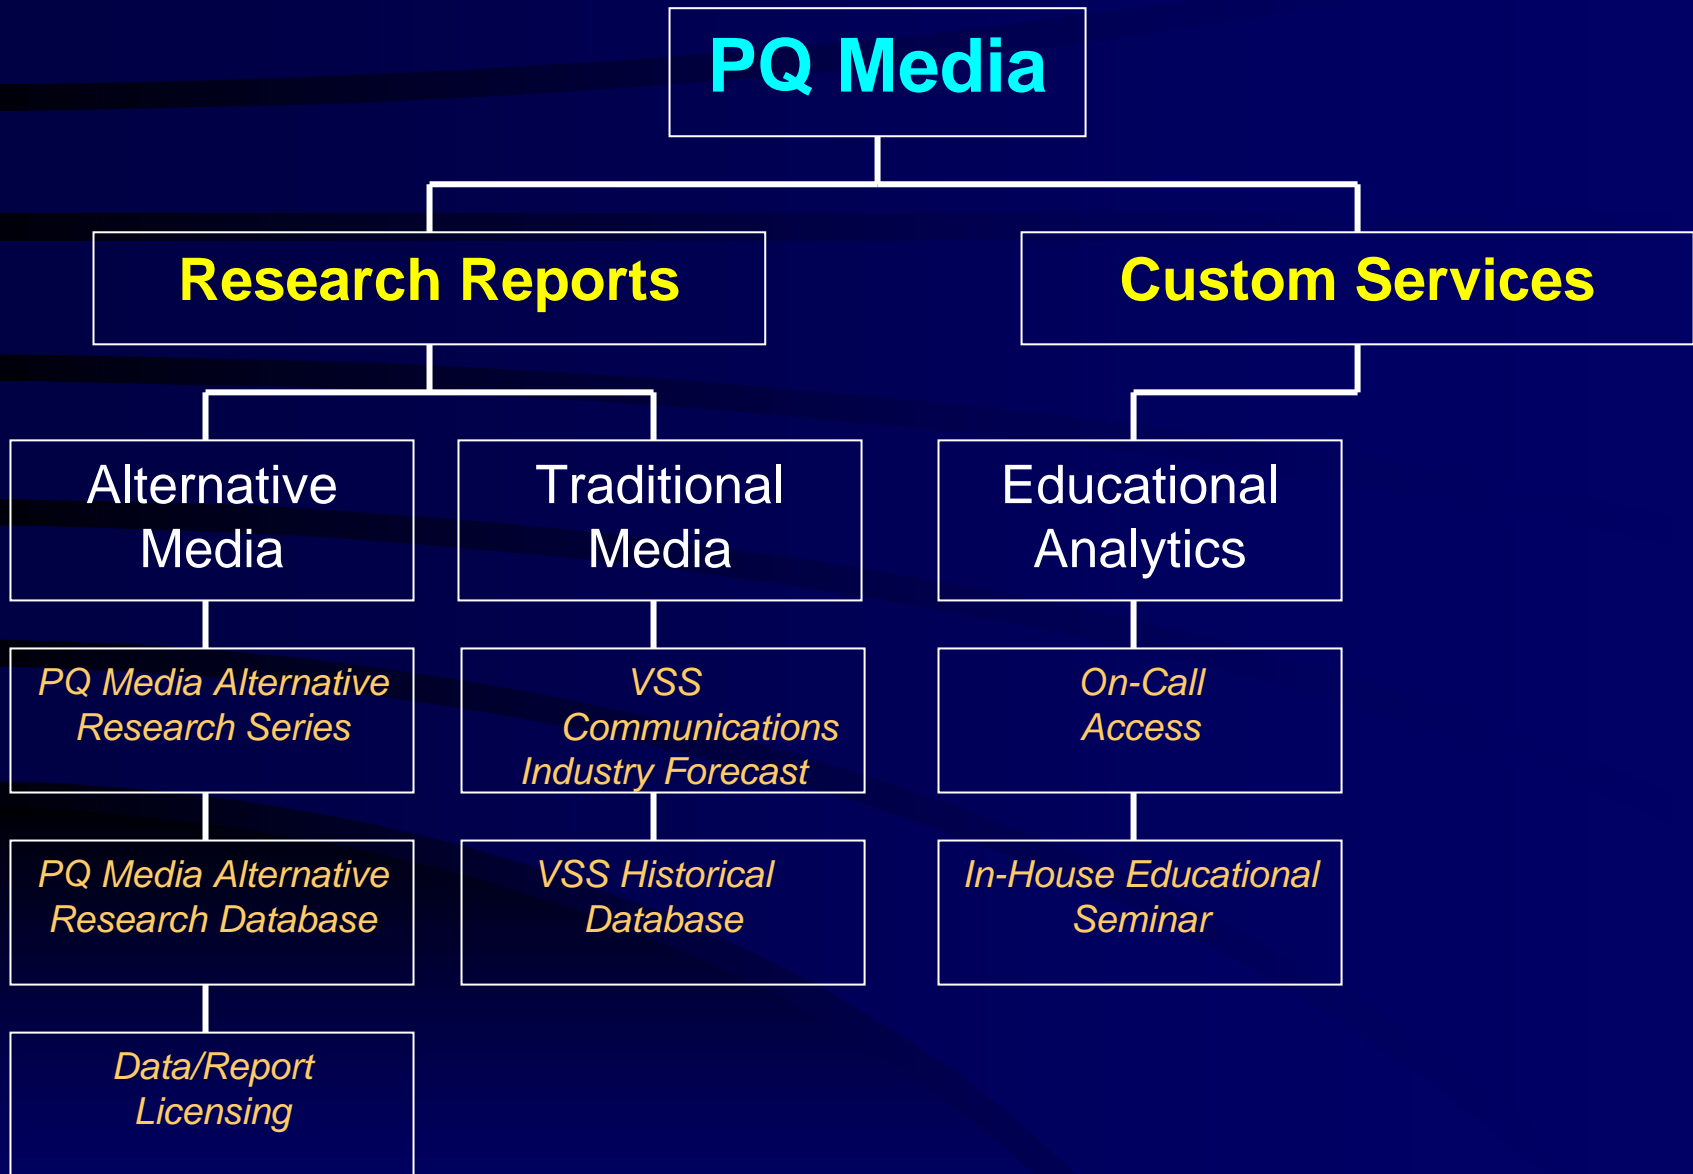 PQ Media
Research Reports
Custom Services
Alternative
Media
Traditional
Media
Educational
Analytics
PQ Media Alternative
Research Series
VSS
Communications
Industry Forecast
On-Call
Access
PQ Media Alternative
Research Database
VSS Historical
Database
In-House Educational
Seminar
Data/Report
Licensing